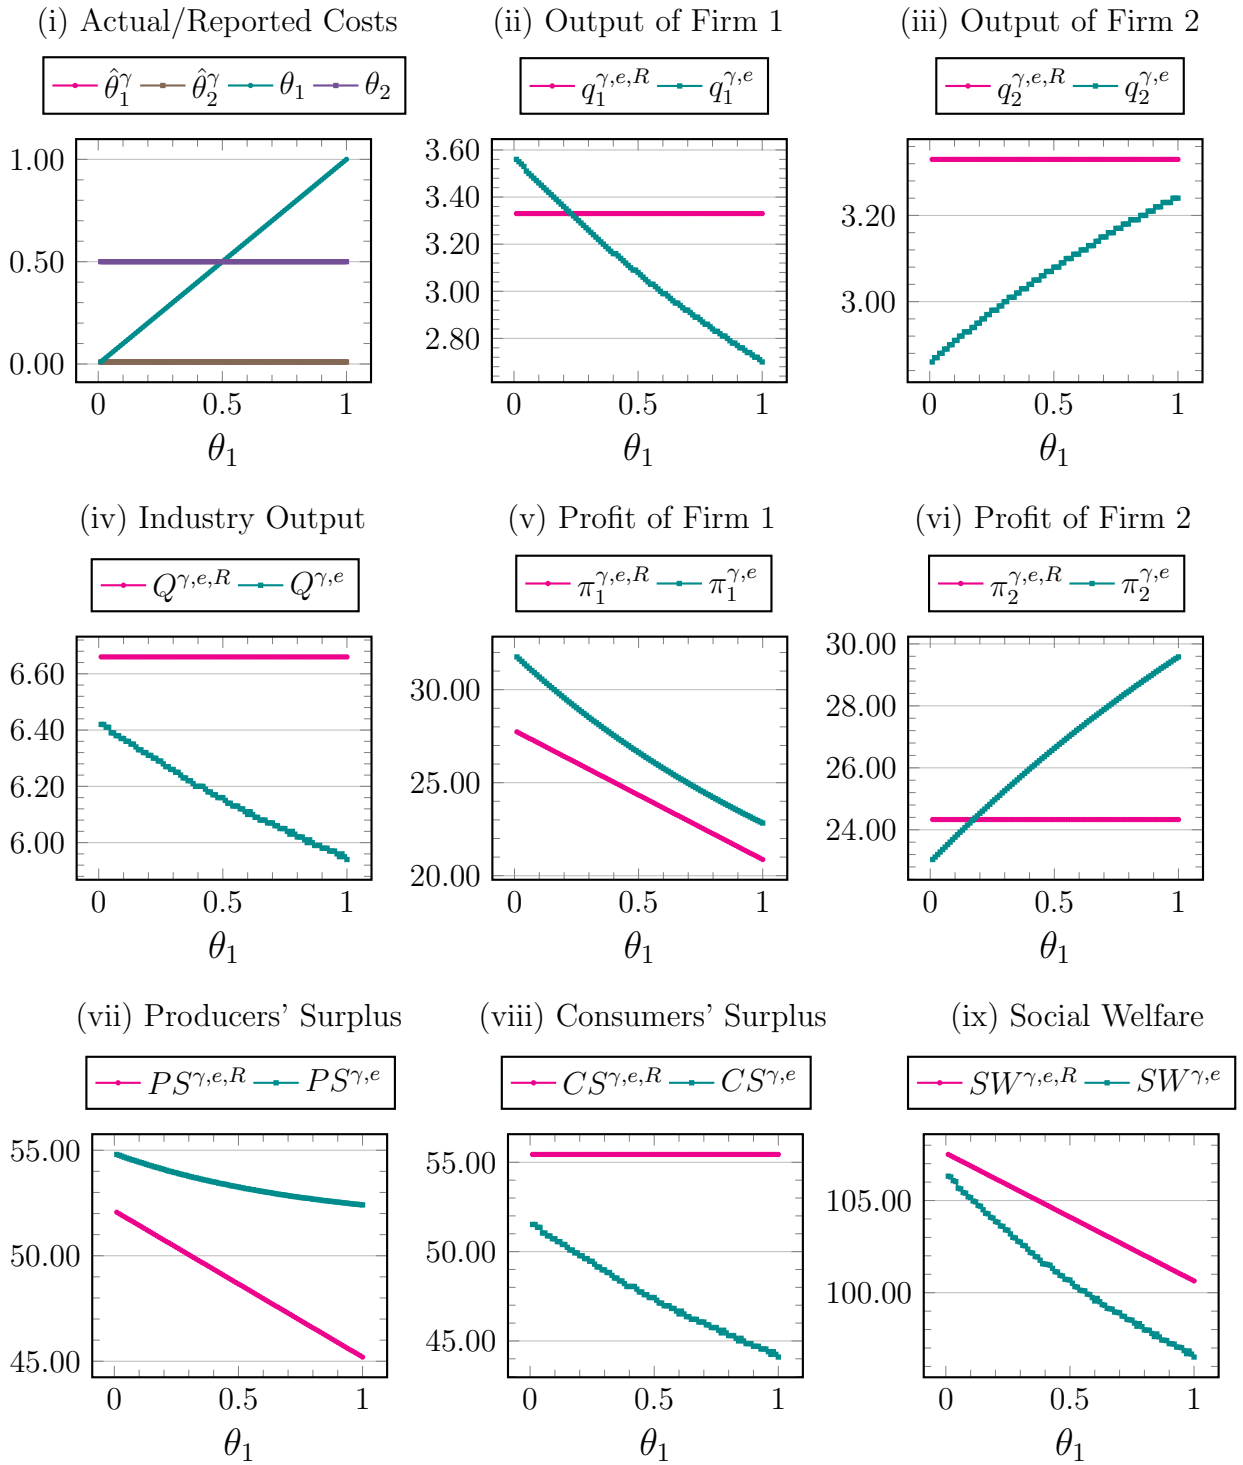 (i) Actual/Reported Costs
(ii) Output of Firm 1
(iii) Output of Firm 2
θ̂₁^γ θ̂₂^γ θ₁ θ₂
q₁^{γ,e,R} q₁^{γ,e}
q₂^{γ,e,R} q₂^{γ,e}
1.00
0.50
0.00
0 0.5 1
θ₁
3.60
3.40
3.20
3.00
2.80
0 0.5 1
θ₁
3.20
3.00
0 0.5 1
θ₁
(iv) Industry Output
(v) Profit of Firm 1
(vi) Profit of Firm 2
Q^{γ,e,R} Q^{γ,e}
π₁^{γ,e,R} π₁^{γ,e}
π₂^{γ,e,R} π₂^{γ,e}
6.60
6.40
6.20
6.00
0 0.5 1
θ₁
30.00
25.00
20.00
0 0.5 1
θ₁
30.00
28.00
26.00
24.00
0 0.5 1
θ₁
(vii) Producers' Surplus
(viii) Consumers' Surplus
(ix) Social Welfare
PS^{γ,e,R} PS^{γ,e}
CS^{γ,e,R} CS^{γ,e}
SW^{γ,e,R} SW^{γ,e}
55.00
50.00
45.00
0 0.5 1
θ₁
55.00
50.00
45.00
0 0.5 1
θ₁
105.00
100.00
0 0.5 1
θ₁